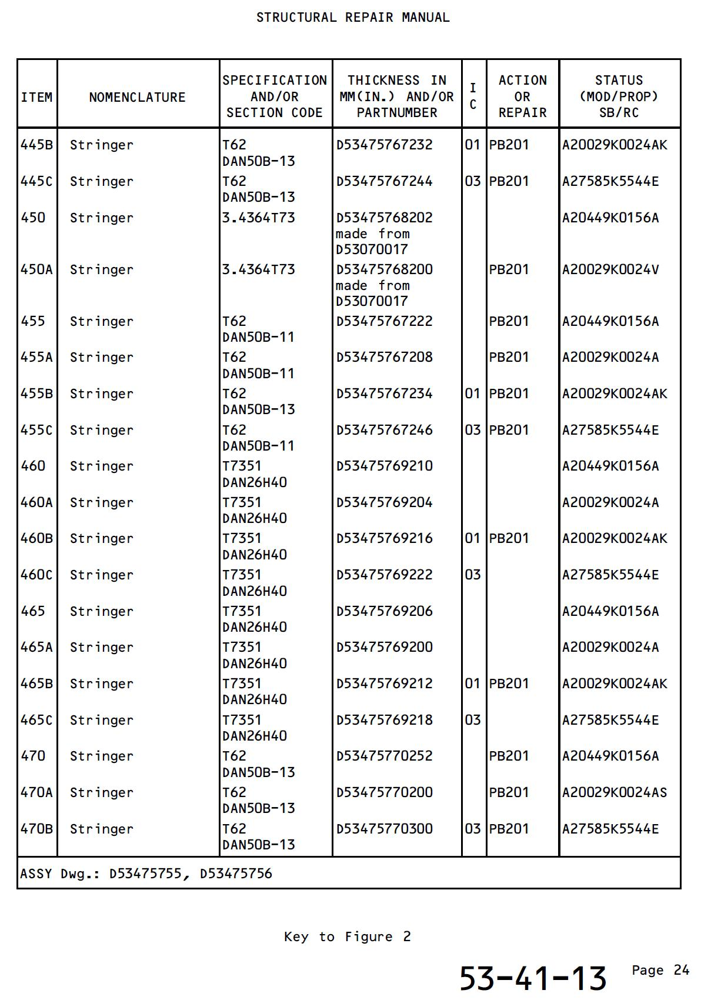 STRUCTURAL REPAIR MANUAL
ITEM NOMENCLATURE SPECIFICATION AND/OR SECTION CODE THICKNESS IN MM(IN.) AND/OR PARTNUMBER I C ACTION OR REPAIR STATUS (MOD/PROP) SB/RC
445B Stringer T62 D53475767232 01 PB201 A20029K0024AK
DAN50B-13
445C Stringer T62 D53475767244 03 PB201 A27585K5544E
DAN50B-13
450 Stringer 3.4364T73 D53475768202 A20449K0156A
made from
D53070017
450A Stringer 3.4364T73 D53475768200 PB201 A20029K0024V
made from
D53070017
455 Stringer T62 D53475767222 PB201 A20449K0156A
DAN50B-11
455A Stringer T62 D53475767208 PB201 A20029K0024A
DAN50B-11
455B Stringer T62 D53475767234 01 PB201 A20029K0024AK
DAN50B-13
455C Stringer T62 D53475767246 03 PB201 A27585K5544E
DAN50B-11
460 Stringer T7351 D53475769210 A20449K0156A
DAN26H40
460A Stringer T7351 D53475769204 A20029K0024A
DAN26H40
460B Stringer T7351 D53475769216 01 PB201 A20029K0024AK
DAN26H40
460C Stringer T7351 D53475769222 03 A27585K5544E
DAN26H40
465 Stringer T7351 D53475769206 A20449K0156A
DAN26H40
465A Stringer T7351 D53475769200 A20029K0024A
DAN26H40
465B Stringer T7351 D53475769212 01 PB201 A20029K0024AK
DAN26H40
465C Stringer T7351 D53475769218 03 A27585K5544E
DAN26H40
470 Stringer T62 D53475770252 PB201 A20449K0156A
DAN50B-13
470A Stringer T62 D53475770200 PB201 A20029K0024AS
DAN50B-13
470B Stringer T62 D53475770300 03 PB201 A27585K5544E
DAN50B-13
ASSY Dwg.: D53475755, D53475756
Key to Figure 2
53-41-13 Page 24